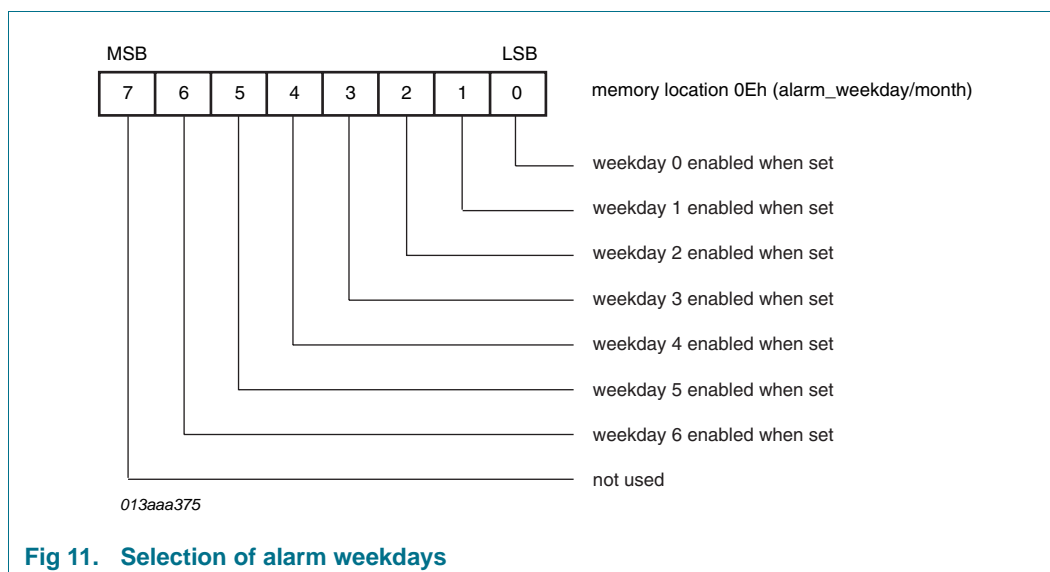 MSB LSB
7 6 5 4 3 2 1 0 memory location 0Eh (alarm_weekday/month)
weekday 0 enabled when set
weekday 1 enabled when set
weekday 2 enabled when set
weekday 3 enabled when set
weekday 4 enabled when set
weekday 5 enabled when set
weekday 6 enabled when set
not used
013aaa375
Fig 11. Selection of alarm weekdays